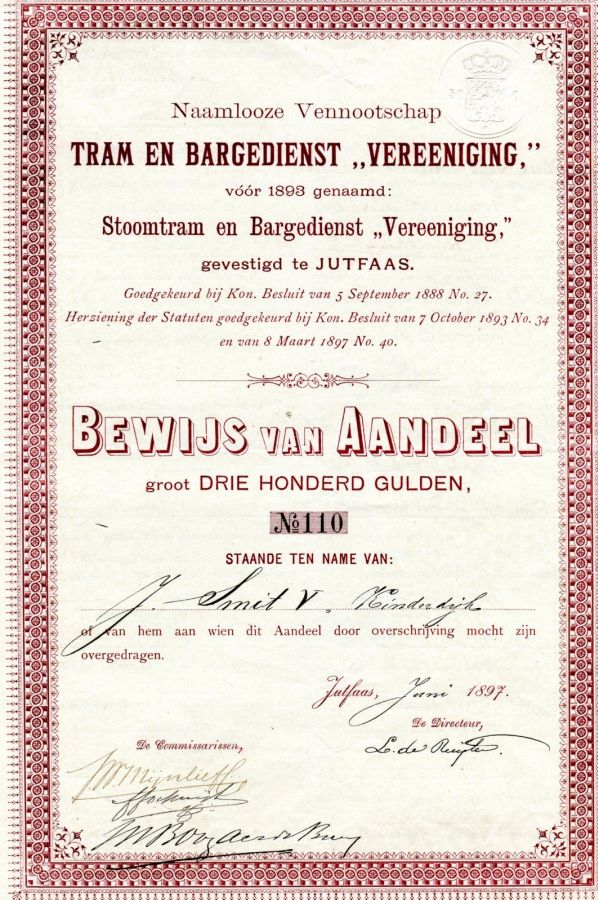 Naamlooze Vennootschap
TRAM EN BARGEDIENST „VEREENIGING,”
vóór 1893 genaamd:
Stoomtram en Bargedienst „Vereeniging,”
gevestigd te JUTFAAS.
Goedgekeurd bij Kon. Besluit van 5 September 1888 No. 27.
Herziening der Statuten goedgekeurd bij Kon. Besluit van 7 October 1893 No. 34
en van 8 Maart 1897 No. 40.
BEWIJS VAN AANDEEL
groot DRIE HONDERD GULDEN,
No 110
STAANDE TEN NAME VAN:
J. Smit V. Kinderdijk
of van hem aan wien dit Aandeel door overschrijving mocht zijn
overgedragen.
Jutfaas, Juni 1897.
De Directeur,
De Commissarissen,
L. de Ruijter